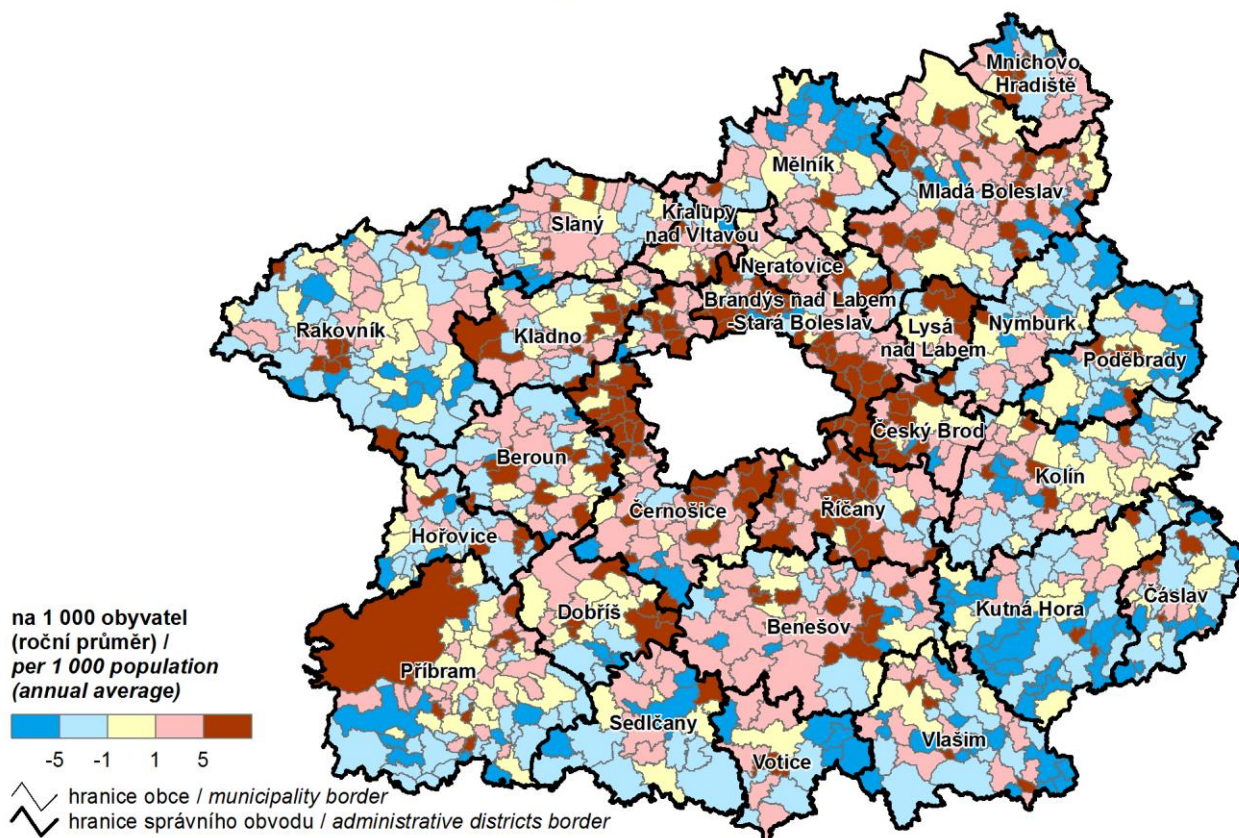 Mnichovo
Hradiště
Mělník
Mladá Boleslav
Slaný
Kralupy
nad Vltavou
Neratovice
Brandýs nad Labem
-Stará Boleslav
Lysá
nad Labem
Nymburk
Poděbrady
Rakovník
Kladno
Český Brod
Kolín
Beroun
Černošice
Říčany
Hořovice
Kutná Hora
Čáslav
Dobříš
Benešov
Příbram
Sedlčany
Votice
Vlašim
na 1 000 obyvatel
(roční průměr) /
per 1 000 population
(annual average)
-5 -1 1 5
hranice obce / municipality border
hranice správního obvodu / administrative districts border